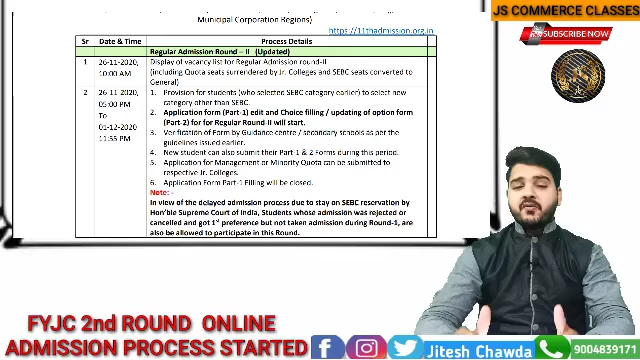 Municipal Corporation Regions)
https://11thadmission.org.in
JS COMMERCE CLASSES
SUBSCRIBE NOW
JS
Sr Date & Time Process Details
Regular Admission Round – II (Updated)
1 26-11-2020, 10:00 AM Display of vacancy list for Regular Admission round-II
(including Quota seats surrendered by Jr. Colleges and SEBC seats converted to
General)
2 26-11-2020, 1. Provision for students (who selected SEBC category earlier) to select new
05:00 PM category other than SEBC.
To 2. Application form (Part-1) edit and Choice filling / updating of option form
01-12-2020 (Part-2) for for Regular Round-II will start.
11:55 PM 3. Verification of Form by Guidance centre / secondary schools as per the
guidelines issued earlier.
4. New student can also submit their Part-1 & 2 Forms during this period.
5. Application for Management or Minority Quota can be submitted to
respective Jr. Colleges.
6. Application Form Part-1 Filling will be closed.
Note: -
In view of the delayed admission process due to stay on SEBC reservation by
Hon'ble Supreme Court of India, Students whose admission was rejected or
cancelled and got 1st preference but not taken admission during Round-1, are
also be allowed to participate in this Round.
FYJC 2nd ROUND ONLINE
ADMISSION PROCESS STARTED
Jitesh Chawda
9004839171